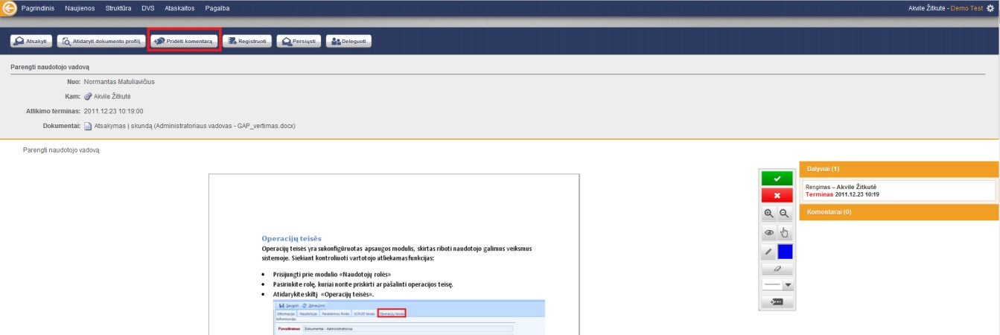 Pagrindinis Naujienos Struktūra DVS Ataskaitos Pagalba
Akvile Žitkutė - Demo Test
Atsakyti Atidaryti dokumento profilį Pridėti komentarą Registruoti Persiųsti Deleguoti
Parengti naudotojo vadovą
Nuo: Normantas Matuliavičius
Kam: Akvile Žitkutė
Atlikimo terminas: 2011.12.23 10:19:00
Dokumentai: Atsakymas į skundą (Administratoriaus vadovas - GAP_vertimas.docx)
Parengti naudotojo vadovą
Dalyviai (1)
Rengimas – Akvile Žitkutė
Terminas 2011.12.23 10:19
Komentarai (0)
Operacijų teisės
Operacijų teisės yra sukonfigūruotas apsaugos modulis, skirtas riboti naudotojo galimus veiksmus
sistemoje. Siekiant kontroliuoti vartotojo atliekamas funkcijas:
• Prisijungti prie modulio «Naudotojų rolės»
• Pasirinkite rolę, kuriai norite priskirti ar pašalinti operacijos teisę.
• Atidarykite skiltį «Operacijų teisės».
Saugoti Atnaujinti
Informacija Naudotojai Paveldimos Rolės SCRUD teisės Operacijų teisės
Informacija
Pavadinimas Dokumentai - Administratorius